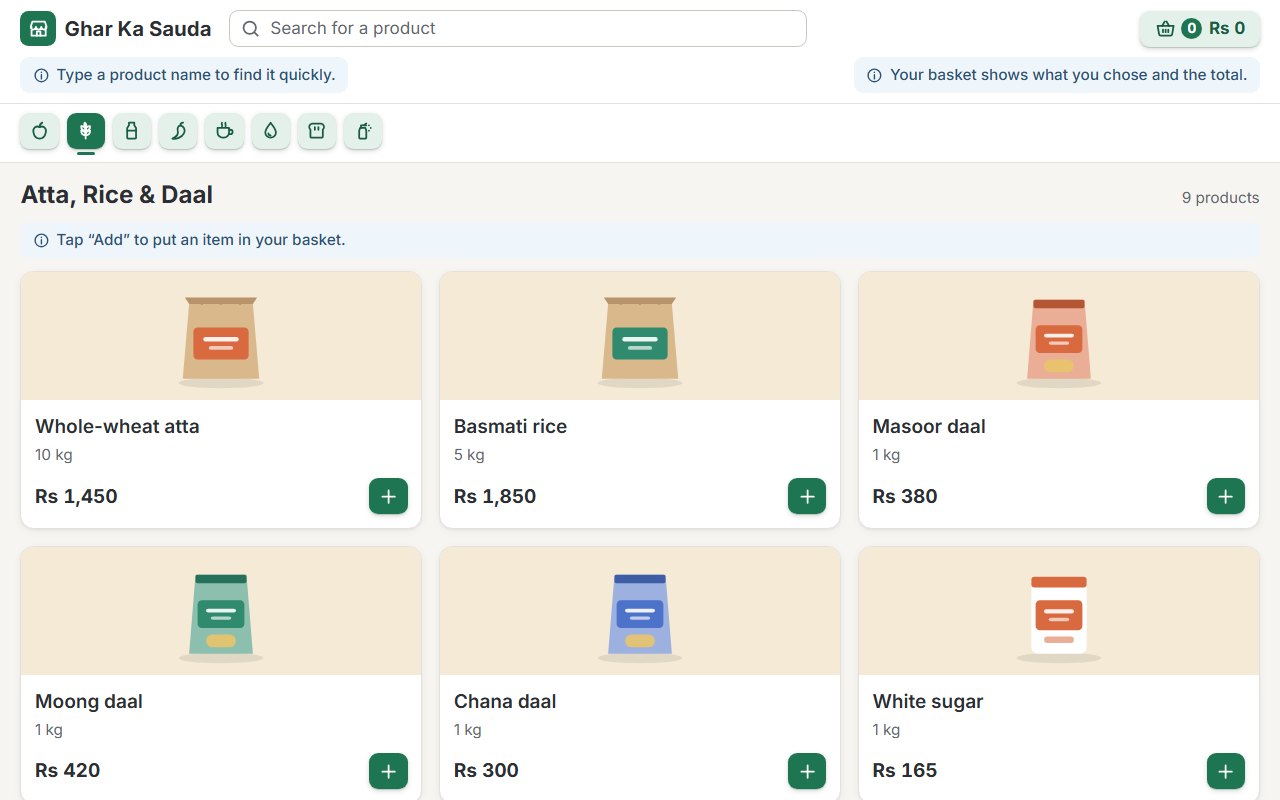 Ghar Ka Sauda
Search for a product
0 Rs 0
Type a product name to find it quickly.
Your basket shows what you chose and the total.
Atta, Rice & Daal
9 products
Tap “Add” to put an item in your basket.
Whole-wheat atta
10 kg
Rs 1,450
Basmati rice
5 kg
Rs 1,850
Masoor daal
1 kg
Rs 380
Moong daal
1 kg
Rs 420
Chana daal
1 kg
Rs 300
White sugar
1 kg
Rs 165